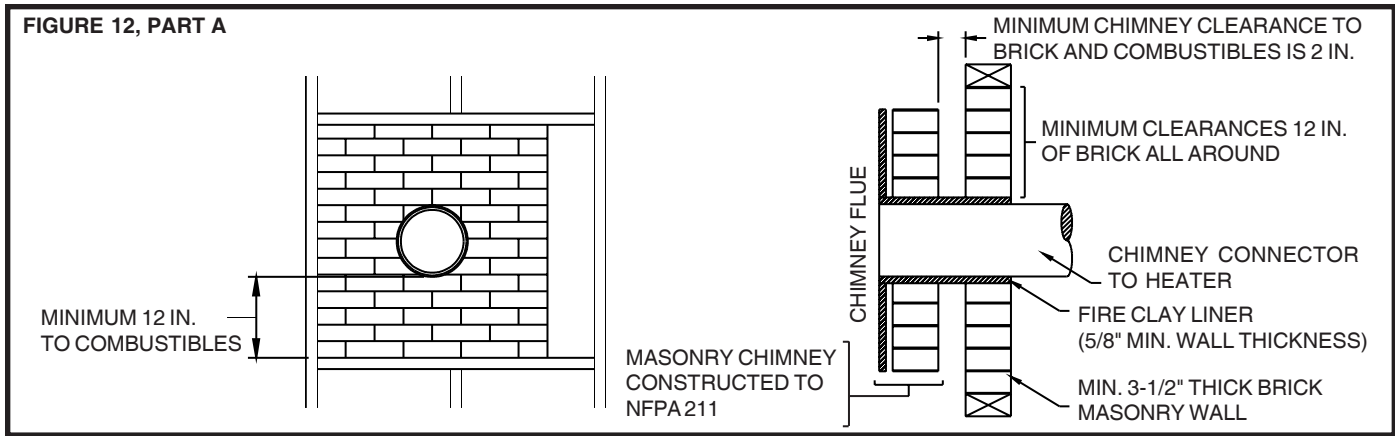 FIGURE 12, PART A
MINIMUM 12 IN.
TO COMBUSTIBLES
MINIMUM CHIMNEY CLEARANCE TO
BRICK AND COMBUSTIBLES IS 2 IN.
MINIMUM CLEARANCES 12 IN.
OF BRICK ALL AROUND
CHIMNEY FLUE
CHIMNEY CONNECTOR
TO HEATER
FIRE CLAY LINER
(5/8" MIN. WALL THICKNESS)
MASONRY CHIMNEY
CONSTRUCTED TO
NFPA 211
MIN. 3-1/2" THICK BRICK
MASONRY WALL